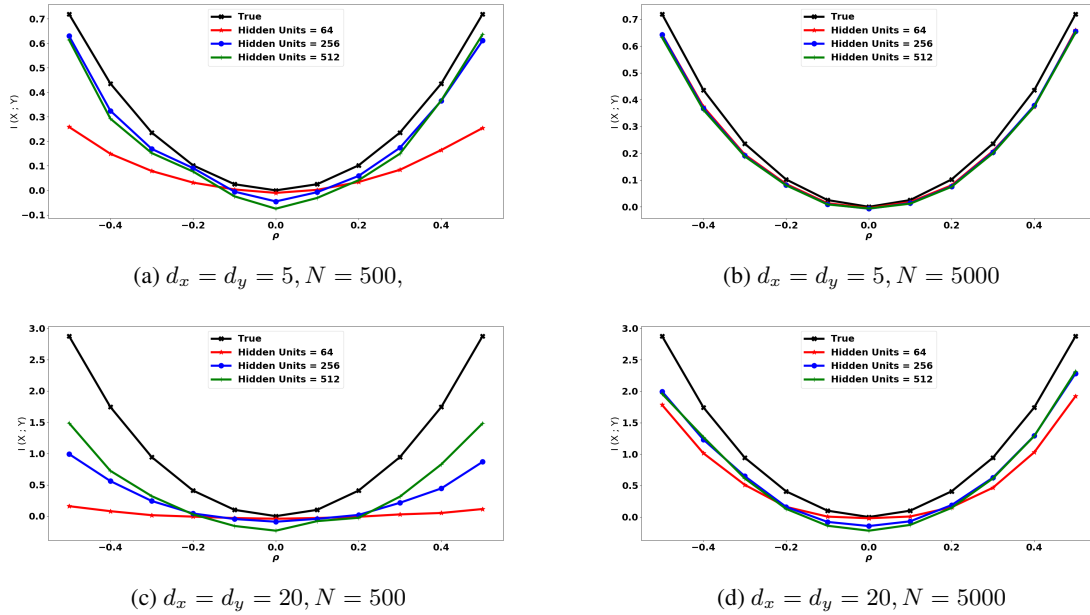 True
Hidden Units = 64
Hidden Units = 256
Hidden Units = 512
I (X ; Y)
0.7
0.6
0.5
0.4
0.3
0.2
0.1
0.0
−0.1
−0.4
−0.2
0.0
0.2
0.4
ρ
(a) d_x = d_y = 5, N = 500,
True
Hidden Units = 64
Hidden Units = 256
Hidden Units = 512
I (X ; Y)
0.7
0.6
0.5
0.4
0.3
0.2
0.1
0.0
−0.4
−0.2
0.0
0.2
0.4
ρ
(b) d_x = d_y = 5, N = 5000
True
Hidden Units = 64
Hidden Units = 256
Hidden Units = 512
I (X ; Y)
3.0
2.5
2.0
1.5
1.0
0.5
0.0
−0.4
−0.2
0.0
0.2
0.4
ρ
(c) d_x = d_y = 20, N = 500
True
Hidden Units = 64
Hidden Units = 256
Hidden Units = 512
I (X ; Y)
3.0
2.5
2.0
1.5
1.0
0.5
0.0
−0.4
−0.2
0.0
0.2
0.4
ρ
(d) d_x = d_y = 20, N = 5000